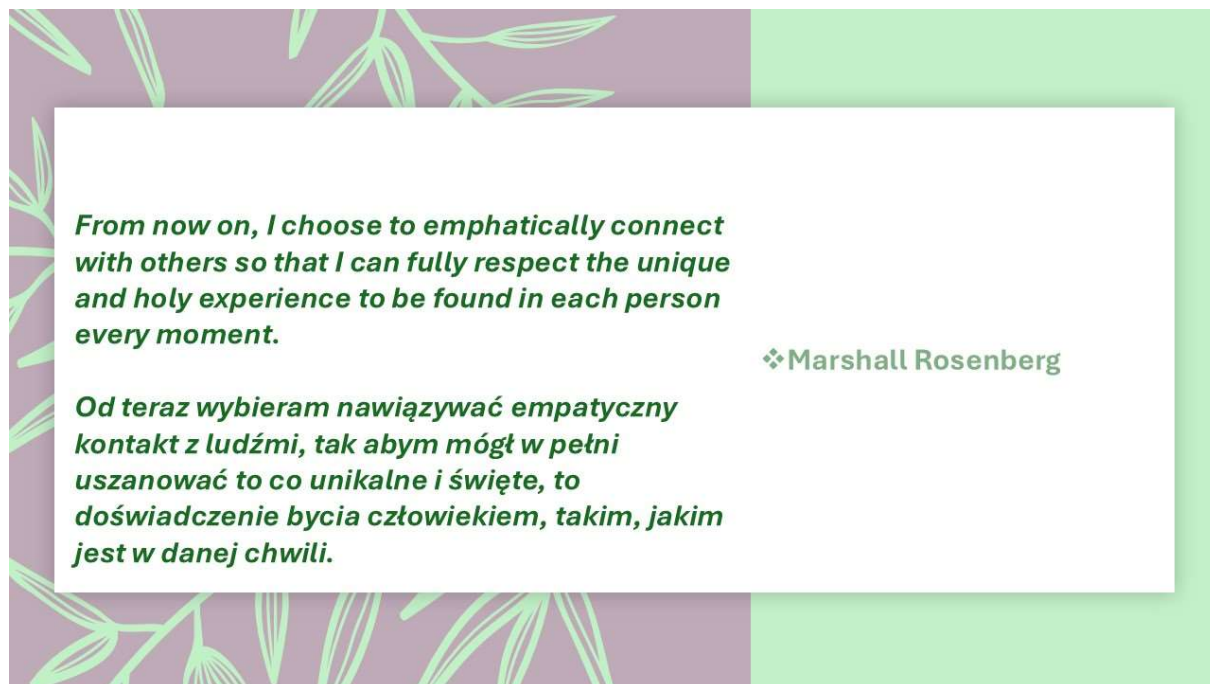 From now on, I choose to emphatically connect
with others so that I can fully respect the unique
and holy experience to be found in each person
every moment.
Od teraz wybieram nawiązywać empatyczny
kontakt z ludźmi, tak abym mógł w pełni
uszanować to co unikalne i święte, to
doświadczenie bycia człowiekiem, takim, jakim
jest w danej chwili.
❖Marshall Rosenberg